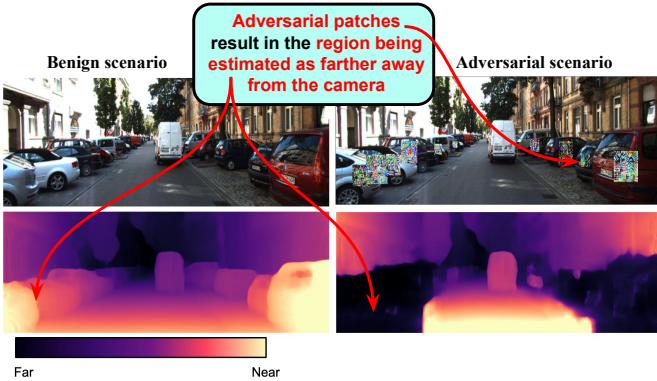 Adversarial patches
result in the region being
estimated as farther away
from the camera
Benign scenario
Adversarial scenario
Far
Near